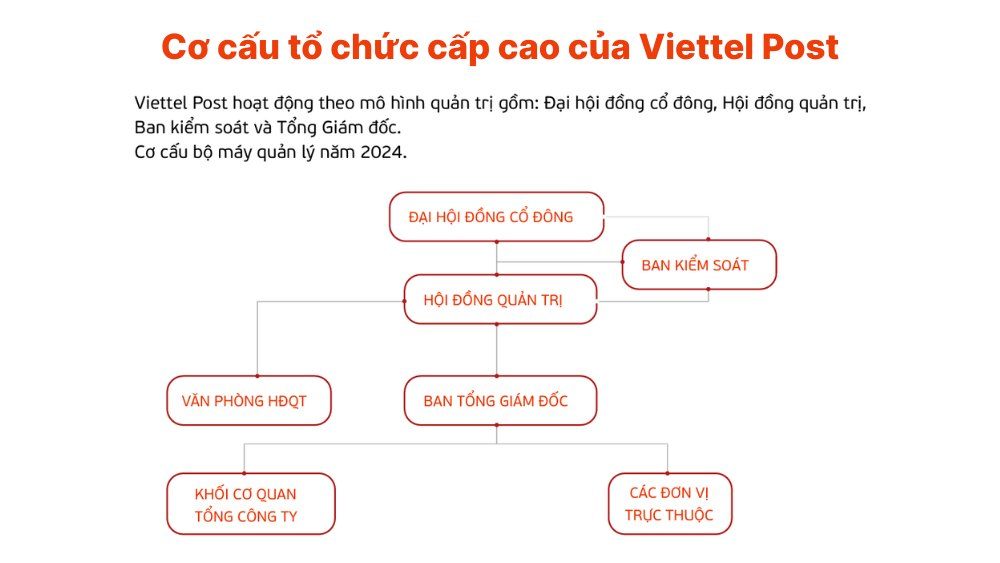 Cơ cấu tổ chức cấp cao của Viettel Post
Viettel Post hoạt động theo mô hình quản trị gồm: Đại hội đồng cổ đông, Hội đồng quản trị,
Ban kiểm soát và Tổng Giám đốc.
Cơ cấu bộ máy quản lý năm 2024.
ĐẠI HỘI ĐỒNG CỔ ĐÔNG
BAN KIỂM SOÁT
HỘI ĐỒNG QUẢN TRỊ
VĂN PHÒNG HĐQT
BAN TỔNG GIÁM ĐỐC
KHỐI CƠ QUAN
TỔNG CÔNG TY
CÁC ĐƠN VỊ
TRỰC THUỘC